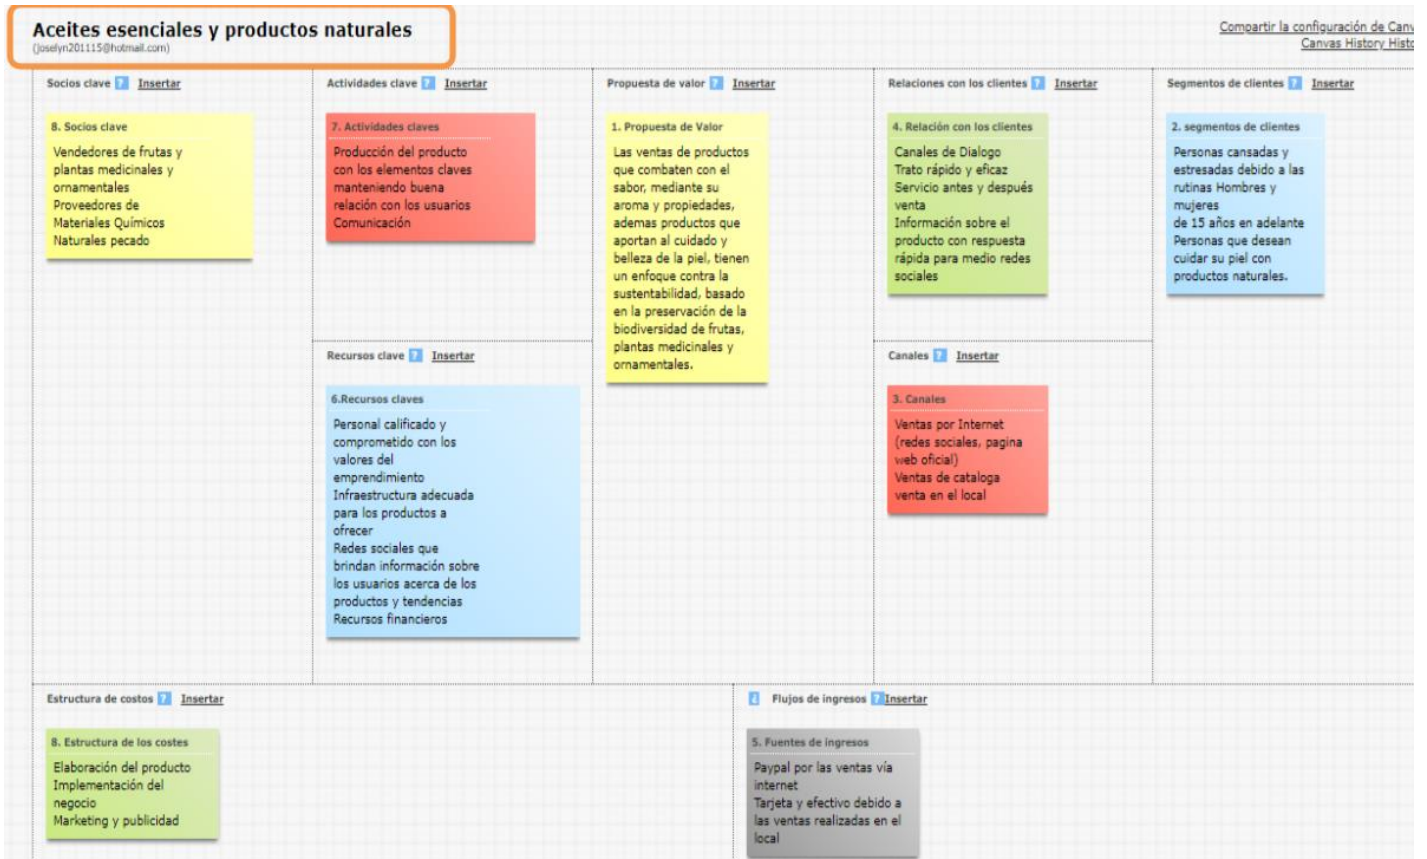 Aceites esenciales y productos naturales
(joselyn201115@hotmail.com)
Compartir la configuración de Canv
Canvas History Histo
Socios clave ? Insertar
8. Socios clave
Vendedores de frutas y
plantas medicinales y
ornamentales
Proveedores de
Materiales Químicos
Naturales pecado
Actividades clave ? Insertar
7. Actividades claves
Producción del producto
con los elementos claves
manteniendo buena
relación con los usuarios
Comunicación
Recursos clave ? Insertar
6.Recursos claves
Personal calificado y
comprometido con los
valores del
emprendimiento
Infraestructura adecuada
para los productos a
ofrecer
Redes sociales que
brindan información sobre
los usuarios acerca de los
productos y tendencias
Recursos financieros
Propuesta de valor ? Insertar
1. Propuesta de Valor
Las ventas de productos
que combaten con el
sabor, mediante su
aroma y propiedades,
ademas productos que
aportan al cuidado y
belleza de la piel, tienen
un enfoque contra la
sustentabilidad, basado
en la preservación de la
biodiversidad de frutas,
plantas medicinales y
ornamentales.
Relaciones con los clientes ? Insertar
4. Relación con los clientes
Canales de Dialogo
Trato rápido y eficaz
Servicio antes y después
venta
Información sobre el
producto con respuesta
rápida para medio redes
sociales
Canales ? Insertar
3. Canales
Ventas por Internet
(redes sociales, pagina
web oficial)
Ventas de cataloga
venta en el local
Segmentos de clientes ? Insertar
2. segmentos de clientes
Personas cansadas y
estresadas debido a las
rutinas Hombres y
mujeres
de 15 años en adelante
Personas que desean
cuidar su piel con
productos naturales.
Estructura de costos ? Insertar
8. Estructura de los costes
Elaboración del producto
Implementación del
negocio
Marketing y publicidad
¿ Flujos de ingresos ?Insertar
5. Fuentes de ingresos
Paypal por las ventas vía
internet
Tarjeta y efectivo debido a
las ventas realizadas en el
local